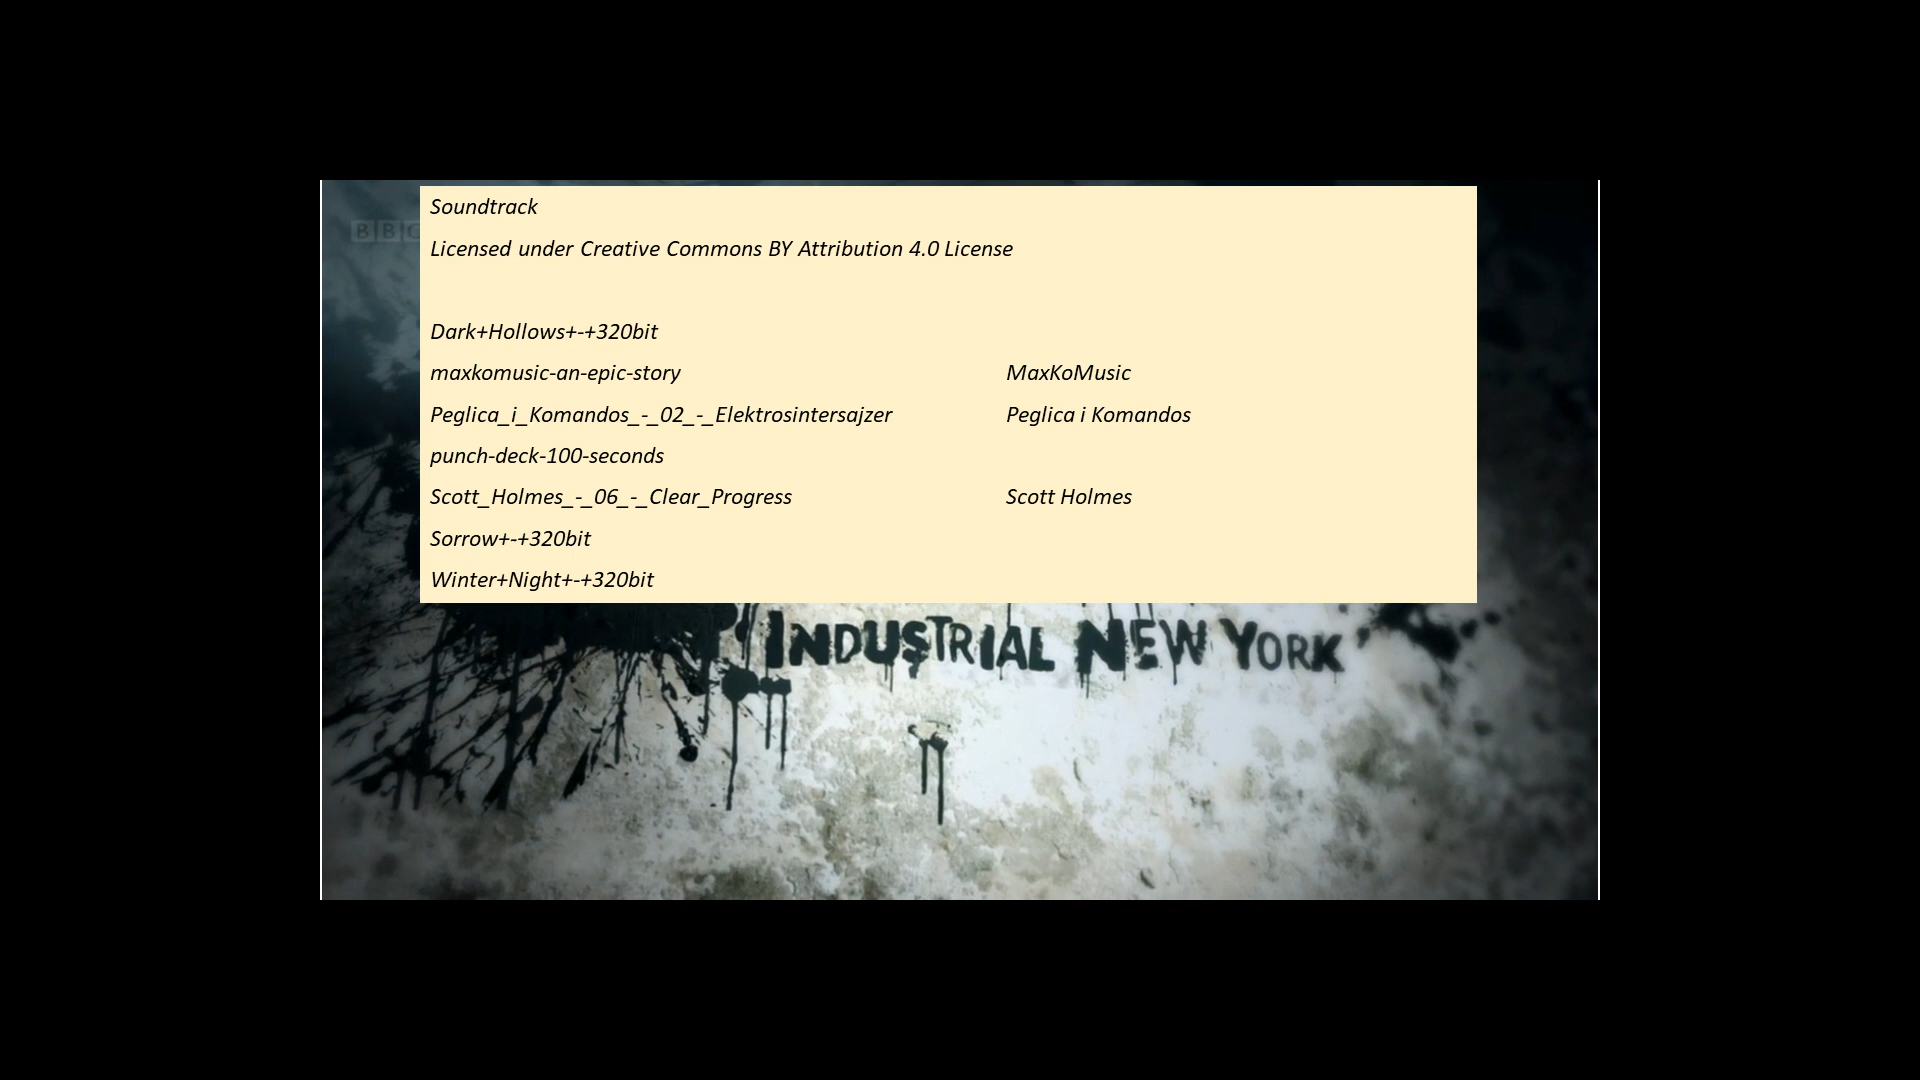 BBC
Soundtrack
Licensed under Creative Commons BY Attribution 4.0 License
Dark+Hollows+-+320bit
maxkomusic-an-epic-story MaxKoMusic
Peglica_i_Komandos_-_02_-_Elektrosintersajzer Peglica i Komandos
punch-deck-100-seconds
Scott_Holmes_-_06_-_Clear_Progress Scott Holmes
Sorrow+-+320bit
Winter+Night+-+320bit
INDUSTRIAL NEW YORK